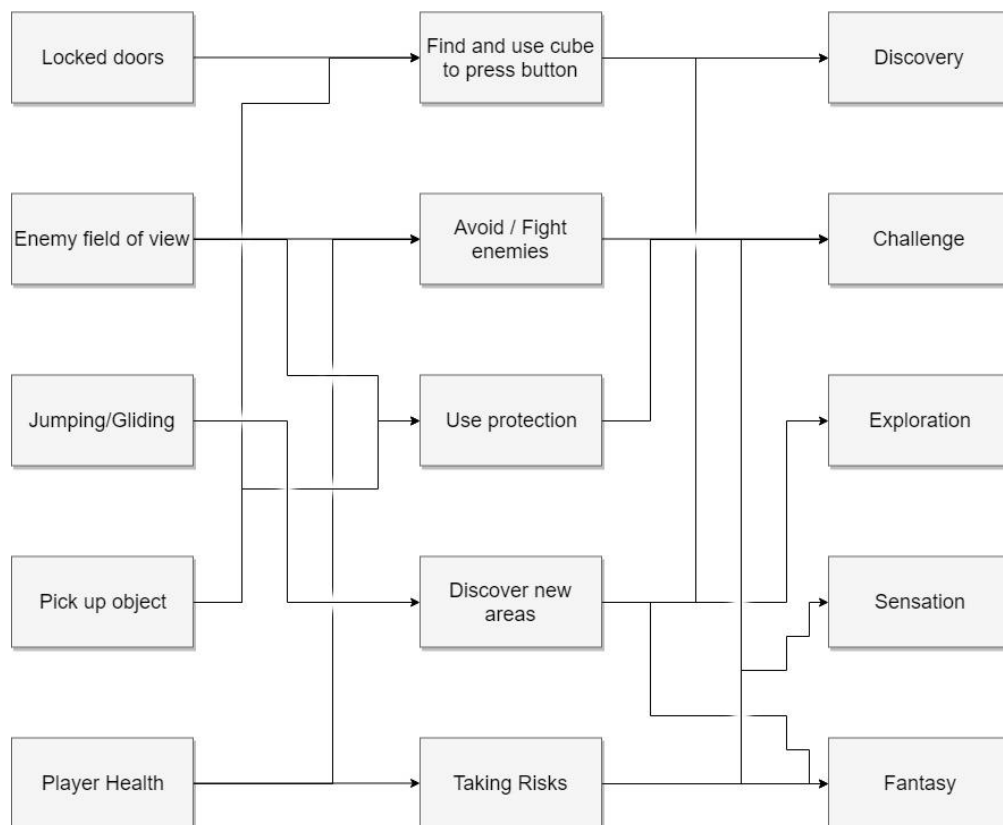 Locked doors
Find and use cube
to press button
Discovery
Enemy field of view
Avoid / Fight
enemies
Challenge
Jumping/Gliding
Use protection
Exploration
Pick up object
Discover new
areas
Sensation
Player Health
Taking Risks
Fantasy